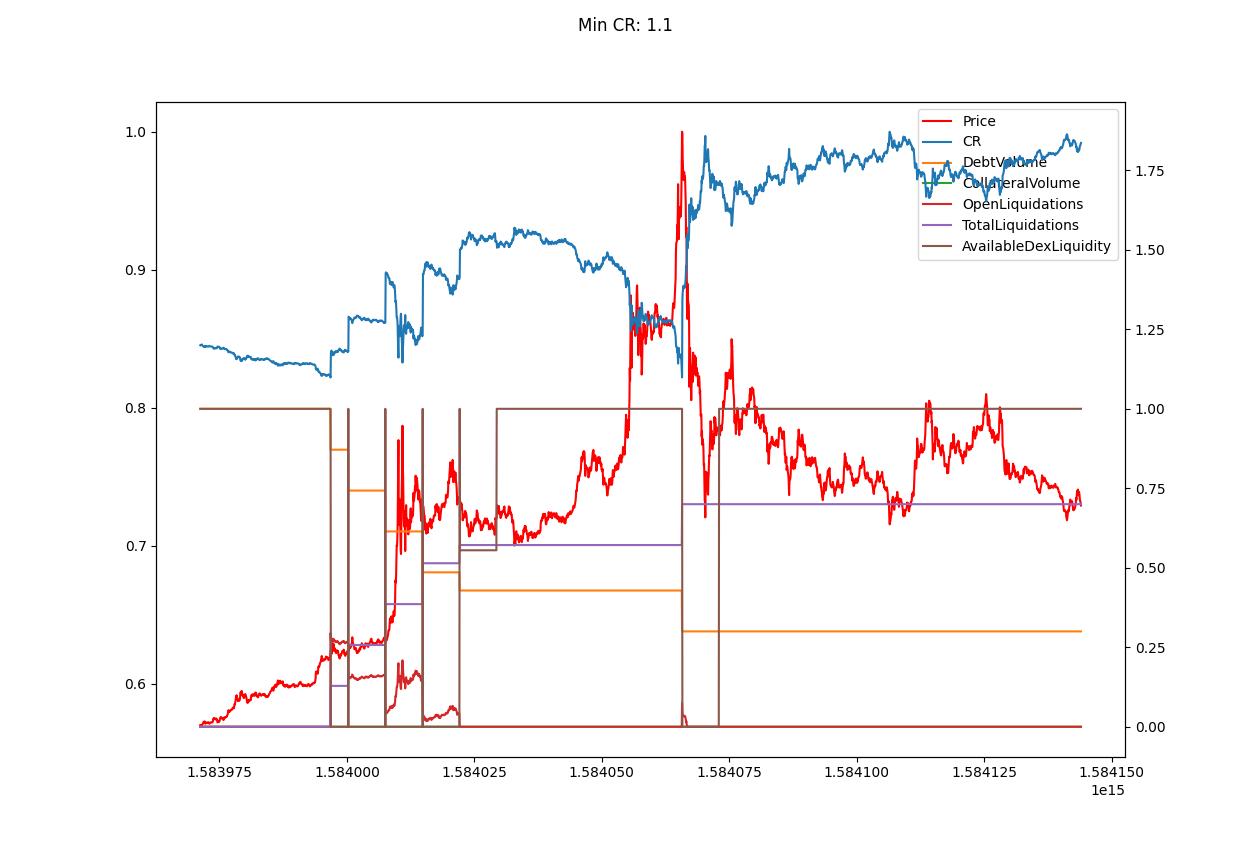 Min CR: 1.1
Price
CR
DebtVolume
CollateralVolume
OpenLiquidations
TotalLiquidations
AvailableDexLiquidity
1.0
0.9
0.8
0.7
0.6
1.75
1.50
1.25
1.00
0.75
0.50
0.25
0.00
1.583975 1.584000 1.584025 1.584050 1.584075 1.584100 1.584125 1.584150
1e15